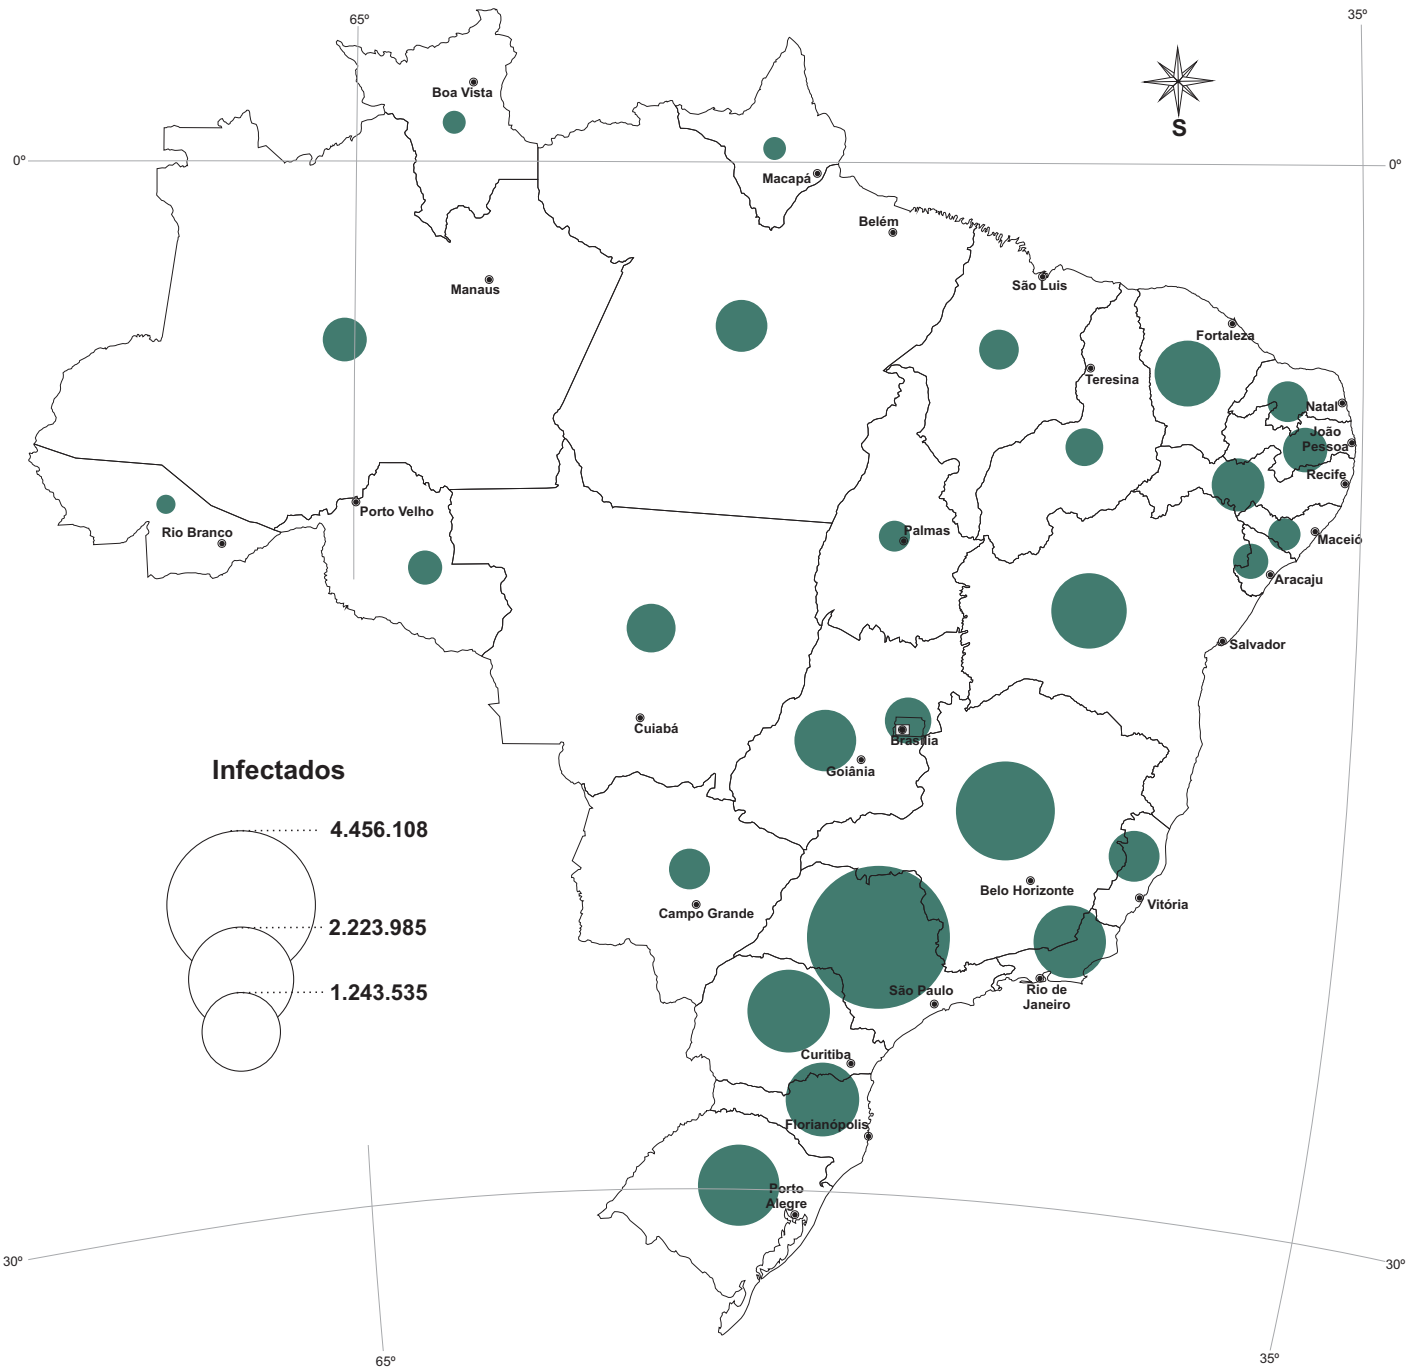 65º
35º
Boa Vista
S
0º
0º
Macapá
Belém
Manaus
São Luis
Fortaleza
Teresina
Natal
João
Pessoa
Recife
Porto Velho
Rio Branco
Palmas
Maceió
Aracaju
Salvador
Cuiabá
Brasília
Goiânia
Infectados
4.456.108
2.223.985
1.243.535
Belo Horizonte
Vitória
Campo Grande
São Paulo
Rio de
Janeiro
Curitiba
Florianópolis
Porto
Alegre
30º
30º
65º
35º